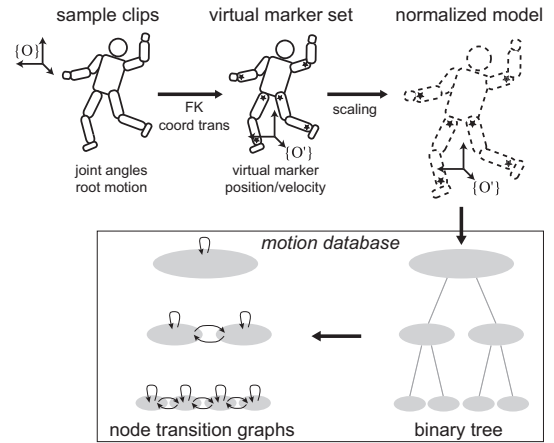 sample clips
virtual marker set
normalized model
{O}
FK
coord trans
scaling
{O'}
{O'}
joint angles
root motion
virtual marker
position/velocity
motion database
node transition graphs
binary tree